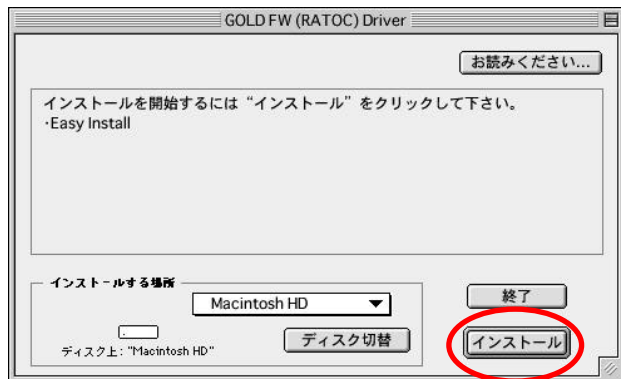 GOLD FW (RATOC) Driver
お読みください...
インストールを開始するには“インストール”をクリックして下さい。
·Easy Install
インストールする場所
Macintosh HD
終了
ディスク上："Macintosh HD"
ディスク切替
インストール